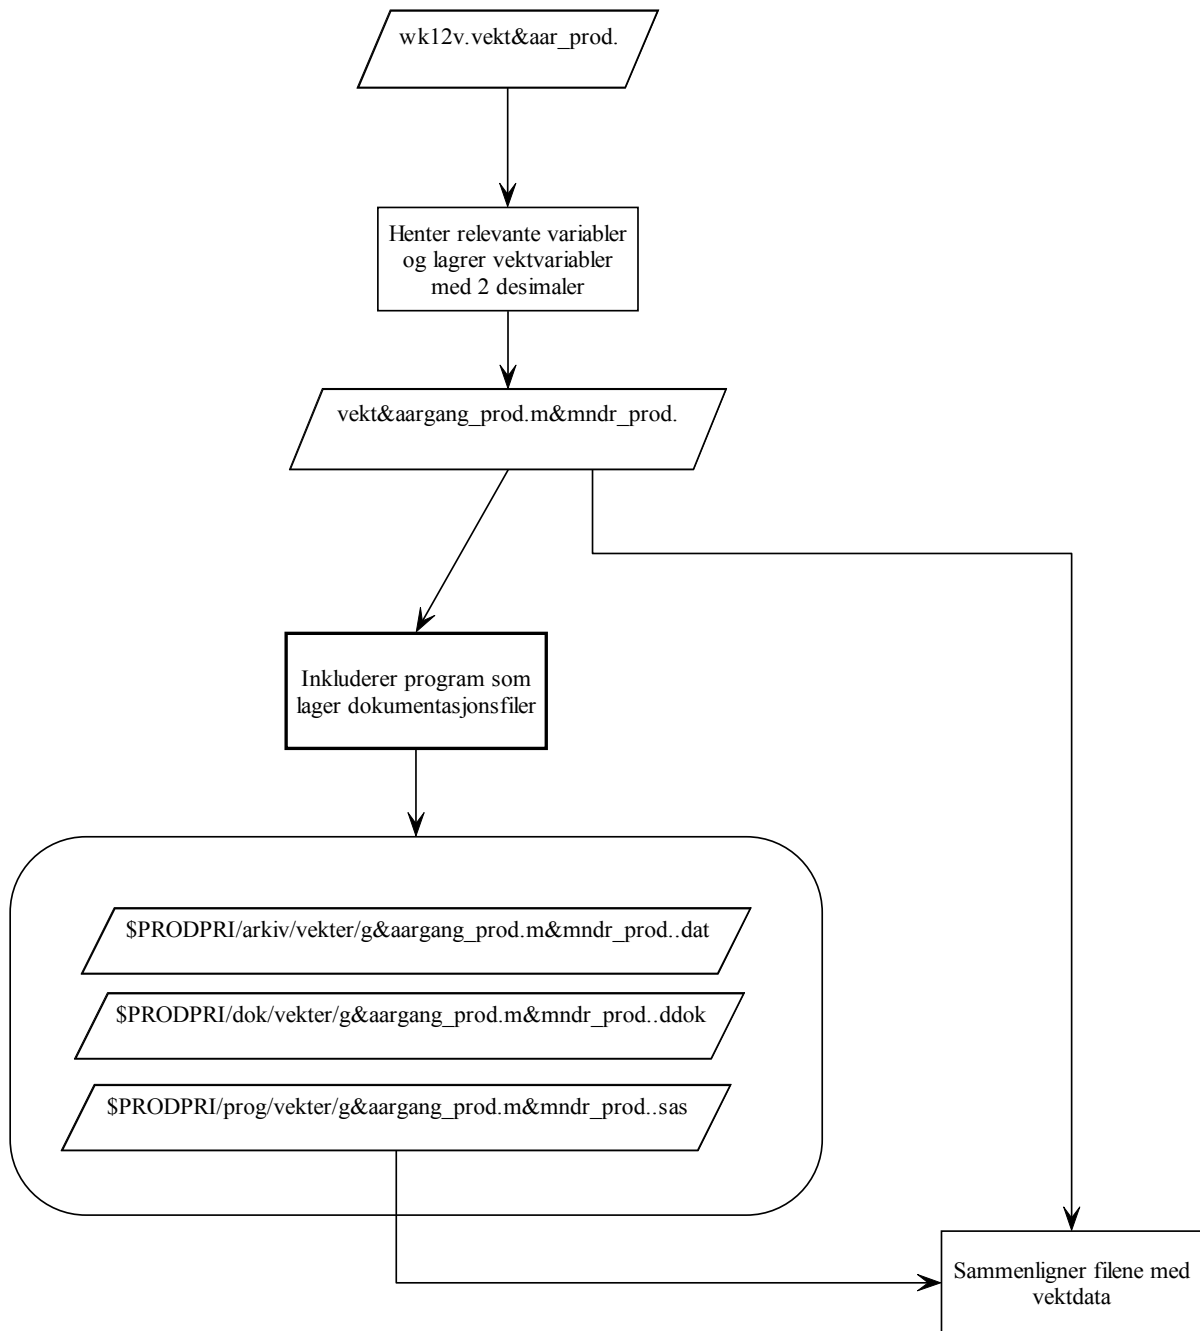 wk12v.vekt&aar_prod.
Henter relevante variabler
og lagrer vektvariabler
med 2 desimaler
vekt&aargang_prod.m&mndr_prod.
Inkluderer program som
lager dokumentasjonsfiler
$PRODPRI/arkiv/vekter/g&aargang_prod.m&mndr_prod..dat
$PRODPRI/dok/vekter/g&aargang_prod.m&mndr_prod..ddok
$PRODPRI/prog/vekter/g&aargang_prod.m&mndr_prod..sas
Sammenligner filene med
vektdata